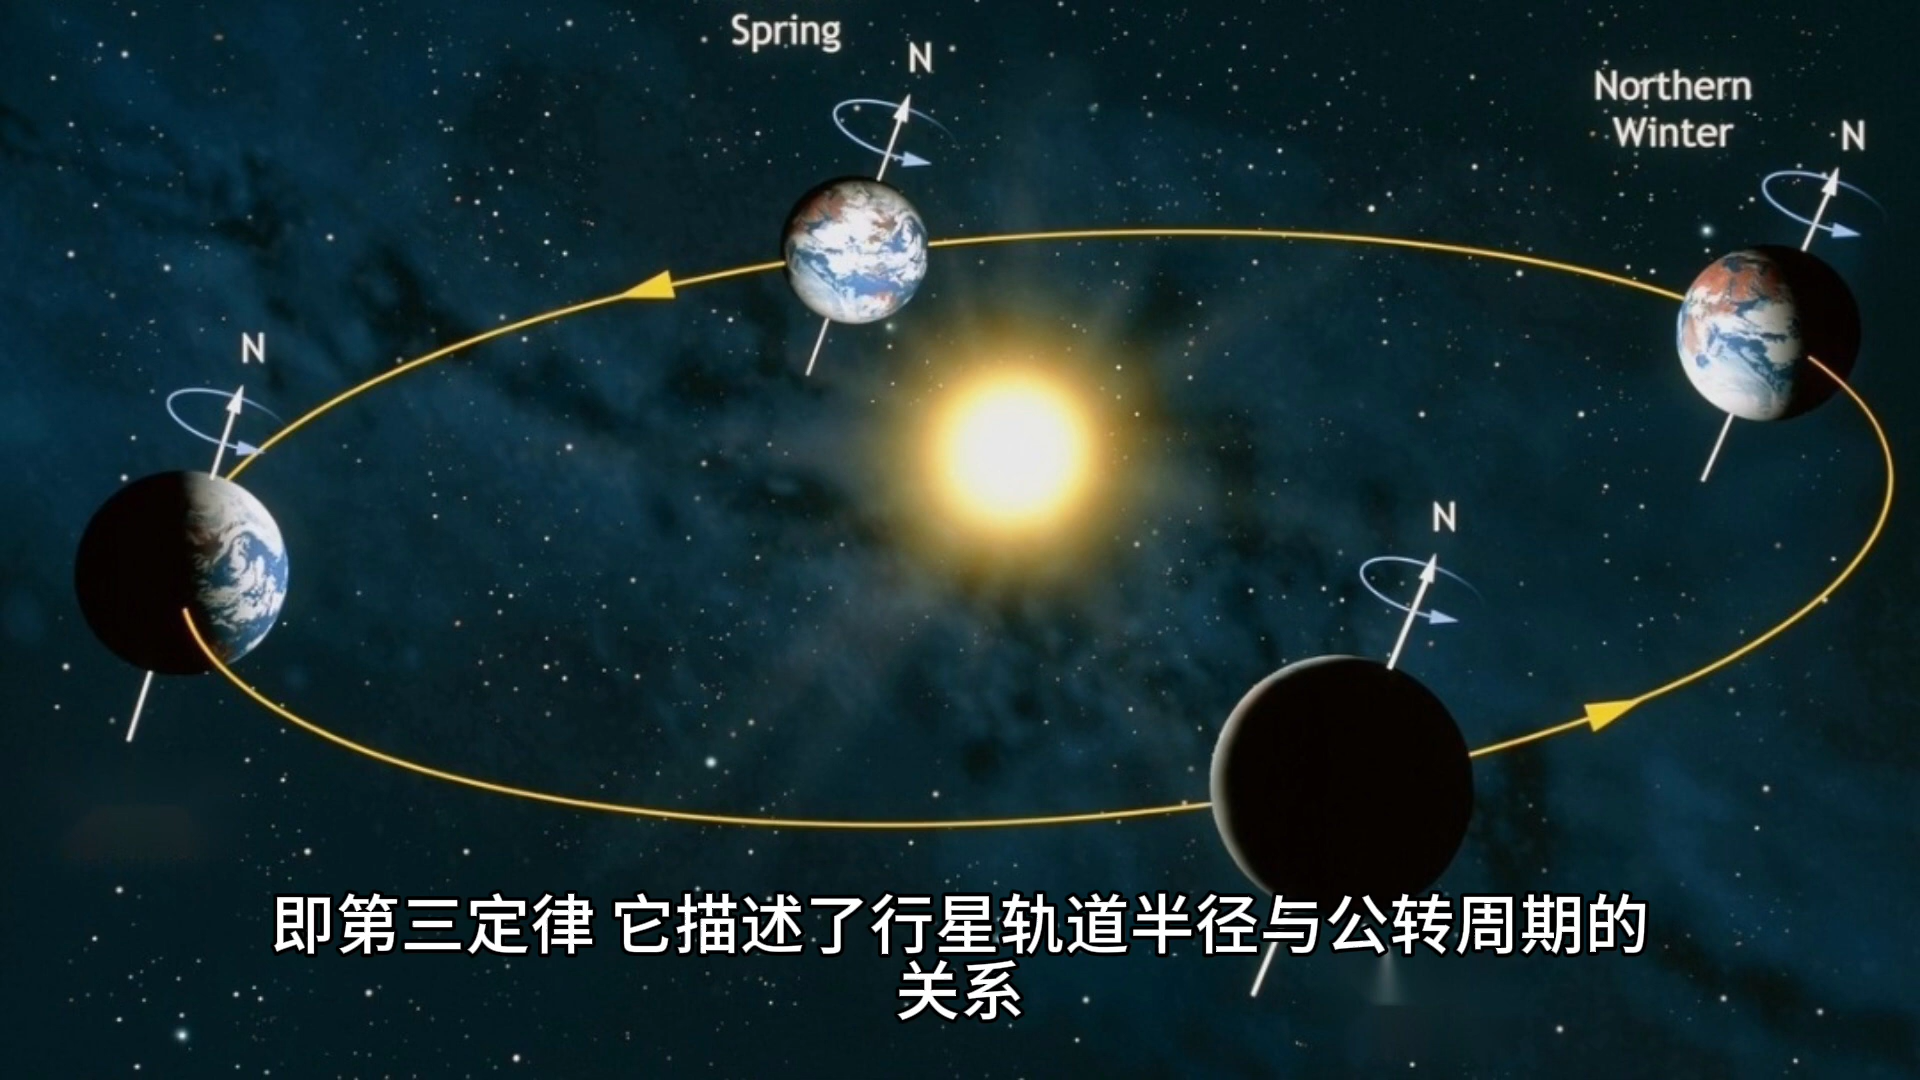 Spring
N
Northern
Winter
N
N
N
即第三定律 它描述了行星轨道半径与公转周期的
关系